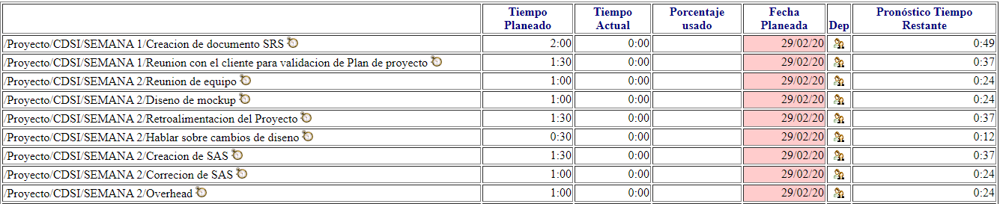 Tiempo Planeado Tiempo Actual Porcentaje usado Fecha Planeada Dep Pronóstico Tiempo Restante
/Proyecto/CDSI/SEMANA 1/Creacion de documento SRS 2:00 0:00 29/02/20 0:49
/Proyecto/CDSI/SEMANA 1/Reunion con el cliente para validacion de Plan de proyecto 1:30 0:00 29/02/20 0:37
/Proyecto/CDSI/SEMANA 2/Reunion de equipo 1:00 0:00 29/02/20 0:24
/Proyecto/CDSI/SEMANA 2/Diseno de mockup 1:00 0:00 29/02/20 0:24
/Proyecto/CDSI/SEMANA 2/Retroalimentacion del Proyecto 1:30 0:00 29/02/20 0:37
/Proyecto/CDSI/SEMANA 2/Hablar sobre cambios de diseno 0:30 0:00 29/02/20 0:12
/Proyecto/CDSI/SEMANA 2/Creacion de SAS 1:30 0:00 29/02/20 0:37
/Proyecto/CDSI/SEMANA 2/Correcion de SAS 1:00 0:00 29/02/20 0:24
/Proyecto/CDSI/SEMANA 2/Overhead 1:00 0:00 29/02/20 0:24